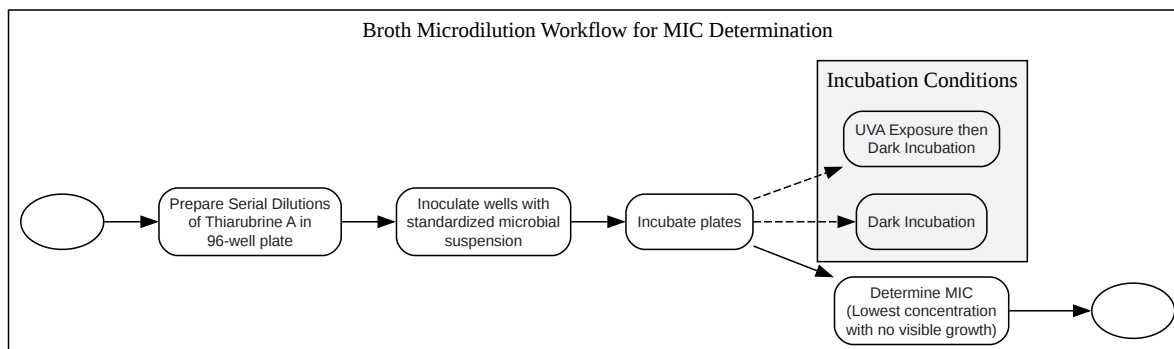 Broth Microdilution Workflow for MIC Determination
Incubation Conditions
UVA Exposure then
Dark Incubation
Prepare Serial Dilutions
of Thiarubrine A in
96-well plate
Inoculate wells with
standardized microbial
suspension
Incubate plates
Dark Incubation
Determine MIC
(Lowest concentration
with no visible growth)